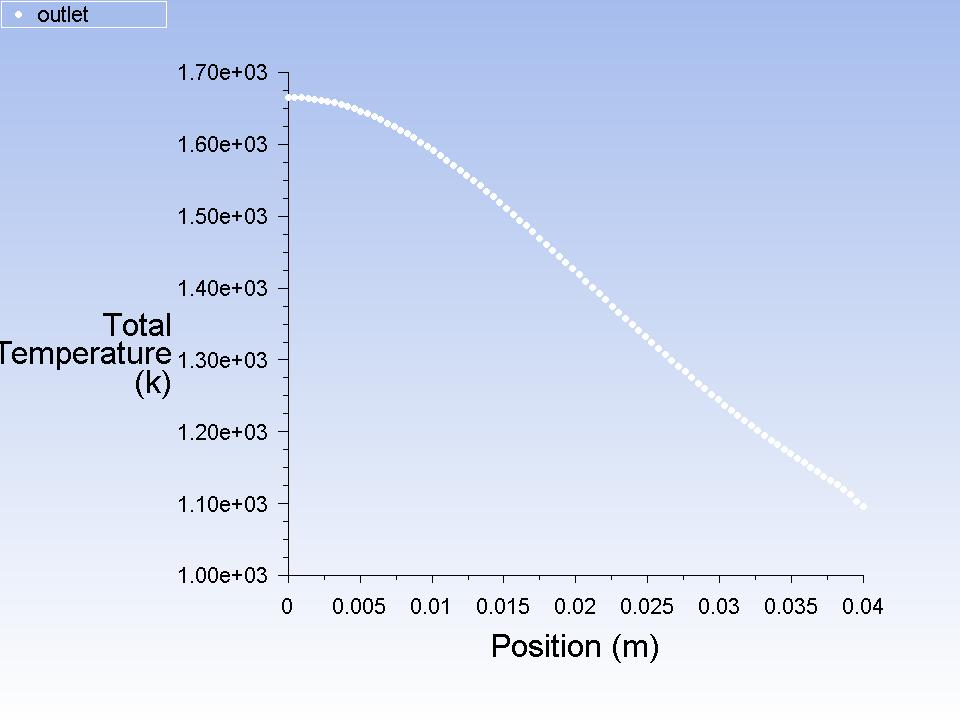 outlet
1.70e+03
1.60e+03
1.50e+03
1.40e+03
1.30e+03
1.20e+03
1.10e+03
1.00e+03
Total
Temperature
(k)
0 0.005 0.01 0.015 0.02 0.025 0.03 0.035 0.04
Position (m)